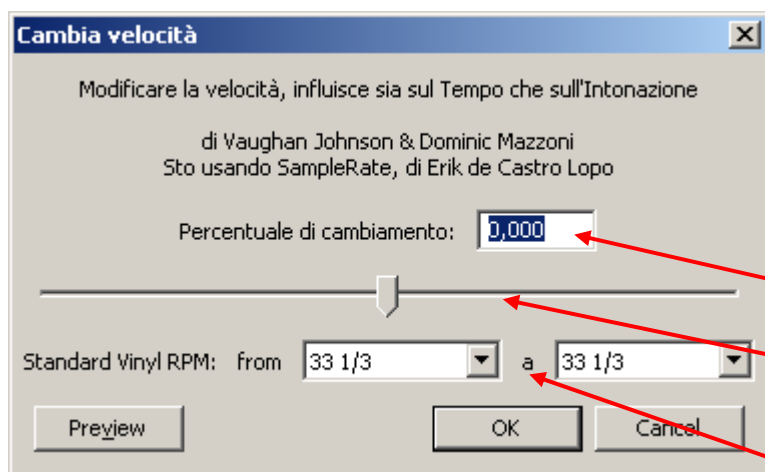 Cambia velocità
Modificare la velocità, influisce sia sul Tempo che sull'Intonazione
di Vaughan Johnson & Dominic Mazzoni
Sto usando SampleRate, di Erik de Castro Lopo
Percentuale di cambiamento: 0,000
Standard Vinyl RPM: from 33 1/3 a 33 1/3
Preview OK Cancel